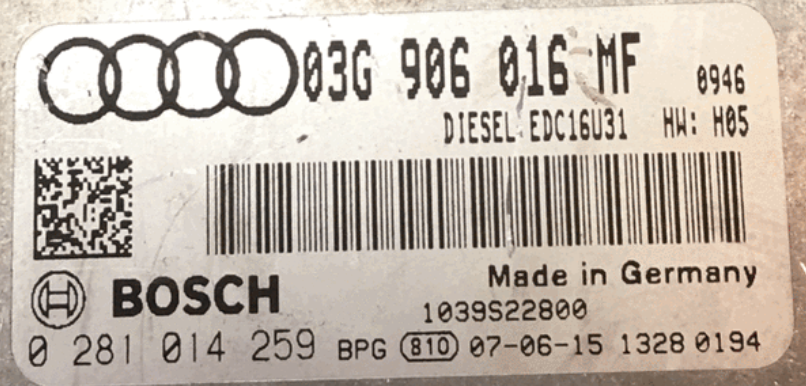 03G 906 016 MF 0946
DIESEL EDC16U31 HW: H05
BOSCH
Made in Germany
1039S22800
0 281 014 259 BPG 810 07-06-15 1328 0194